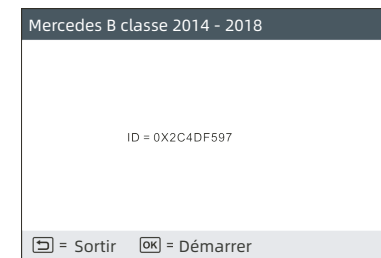 Mercedes B classe 2014 - 2018
ID = 0X2C4DF597
= Sortir OK = Démarrer